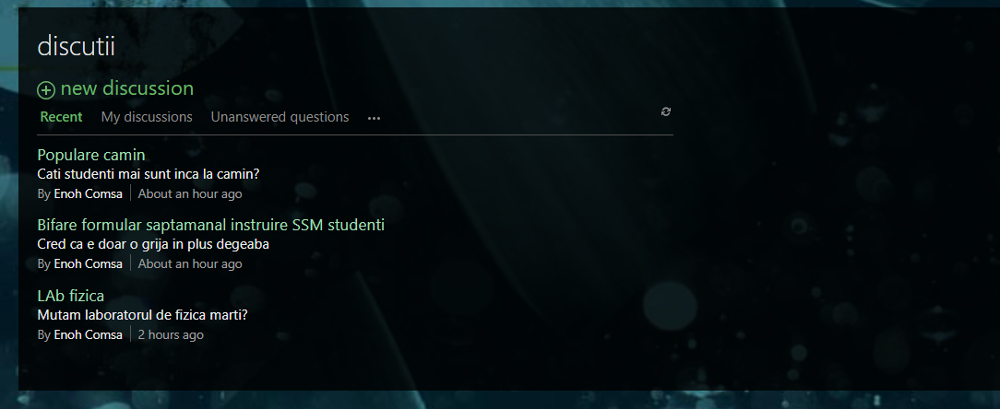 discutii
new discussion
Recent My discussions Unanswered questions ...
Populare camin
Cati studenti mai sunt inca la camin?
By Enoh Comsa | About an hour ago
Bifare formular saptamanal instruire SSM studenti
Cred ca e doar o grija in plus degeaba
By Enoh Comsa | About an hour ago
LAb fizica
Mutam laboratorul de fizica marti?
By Enoh Comsa | 2 hours ago